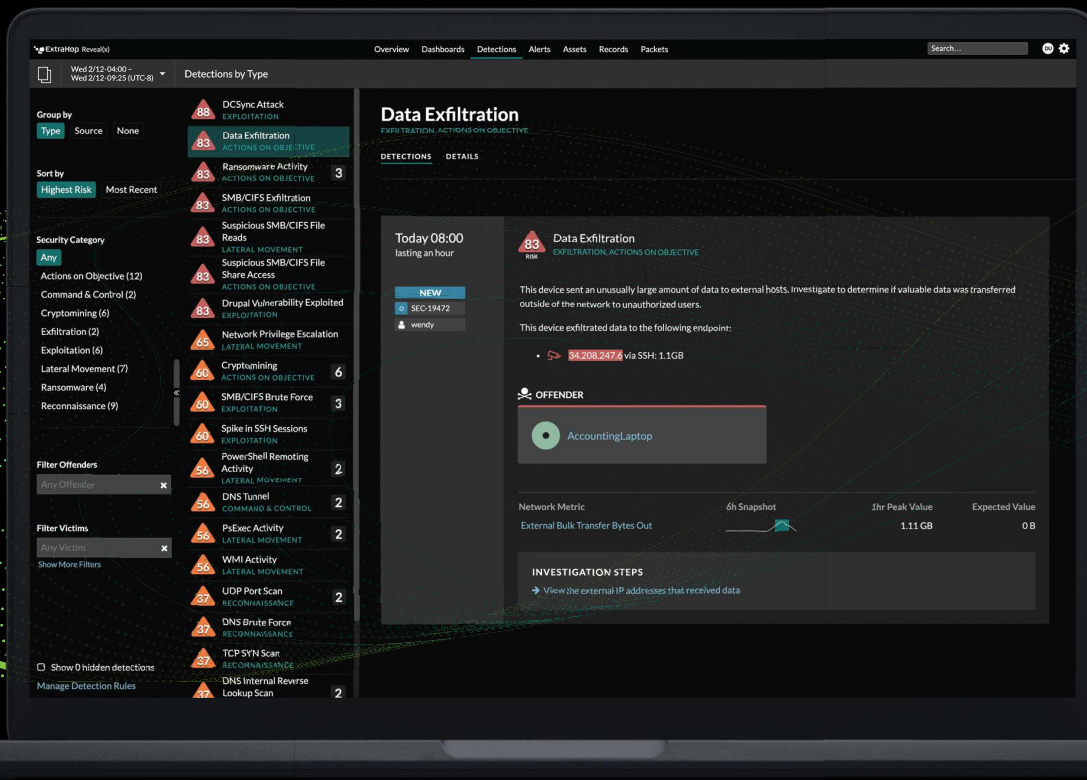 ExtraHop Reveal(x)
Overview Dashboards Detections Alerts Assets Records Packets
Search...
DU
Wed 2/12-04:00 –
Wed 2/12-09:25 (UTC-8)
Detections by Type
Group by
Type Source None
Sort by
Highest Risk Most Recent
Security Category
Any
Actions on Objective (12)
Command & Control (2)
Cryptomining (6)
Exfiltration (2)
Exploitation (6)
Lateral Movement (7)
Ransomware (4)
Reconnaissance (9)
Filter Offenders
Any Offender
Filter Victims
Any Victim
Show More Filters
Show 0 hidden detections
Manage Detection Rules
88 DCSync Attack
EXPLOITATION
83 Data Exfiltration
ACTIONS ON OBJECTIVE
83 Ransomware Activity 3
ACTIONS ON OBJECTIVE
83 SMB/CIFS Exfiltration
ACTIONS ON OBJECTIVE
83 Suspicious SMB/CIFS File
Reads
LATERAL MOVEMENT
83 Suspicious SMB/CIFS File
Share Access
ACTIONS ON OBJECTIVE
83 Drupal Vulnerability Exploited
EXPLOITATION
65 Network Privilege Escalation
LATERAL MOVEMENT
60 Cryptomining 6
ACTIONS ON OBJECTIVE
60 SMB/CIFS Brute Force 3
EXPLOITATION
60 Spike in SSH Sessions
EXPLOITATION
56 PowerShell Remoting
Activity 2
LATERAL MOVEMENT
56 DNS Tunnel 2
COMMAND & CONTROL
56 PsExec Activity 2
LATERAL MOVEMENT
56 WMI Activity
LATERAL MOVEMENT
37 UDP Port Scan 2
RECONNAISSANCE
37 DNS Brute Force
RECONNAISSANCE
37 TCP SYN Scan
RECONNAISSANCE
37 DNS Internal Reverse
Lookup Scan 2
Data Exfiltration
EXFILTRATION, ACTIONS ON OBJECTIVE
DETECTIONS DETAILS
Today 08:00
lasting an hour
NEW
SEC-19472
wendy
83
RISK
Data Exfiltration
EXFILTRATION, ACTIONS ON OBJECTIVE
This device sent an unusually large amount of data to external hosts. Investigate to determine if valuable data was transferred
outside of the network to unauthorized users.
This device exfiltrated data to the following endpoint:
• 34.208.247.6 via SSH: 1.1GB
OFFENDER
AccountingLaptop
Network Metric 6h Snapshot 1hr Peak Value Expected Value
External Bulk Transfer Bytes Out 1.11 GB 0 B
INVESTIGATION STEPS
→ View the external IP addresses that received data